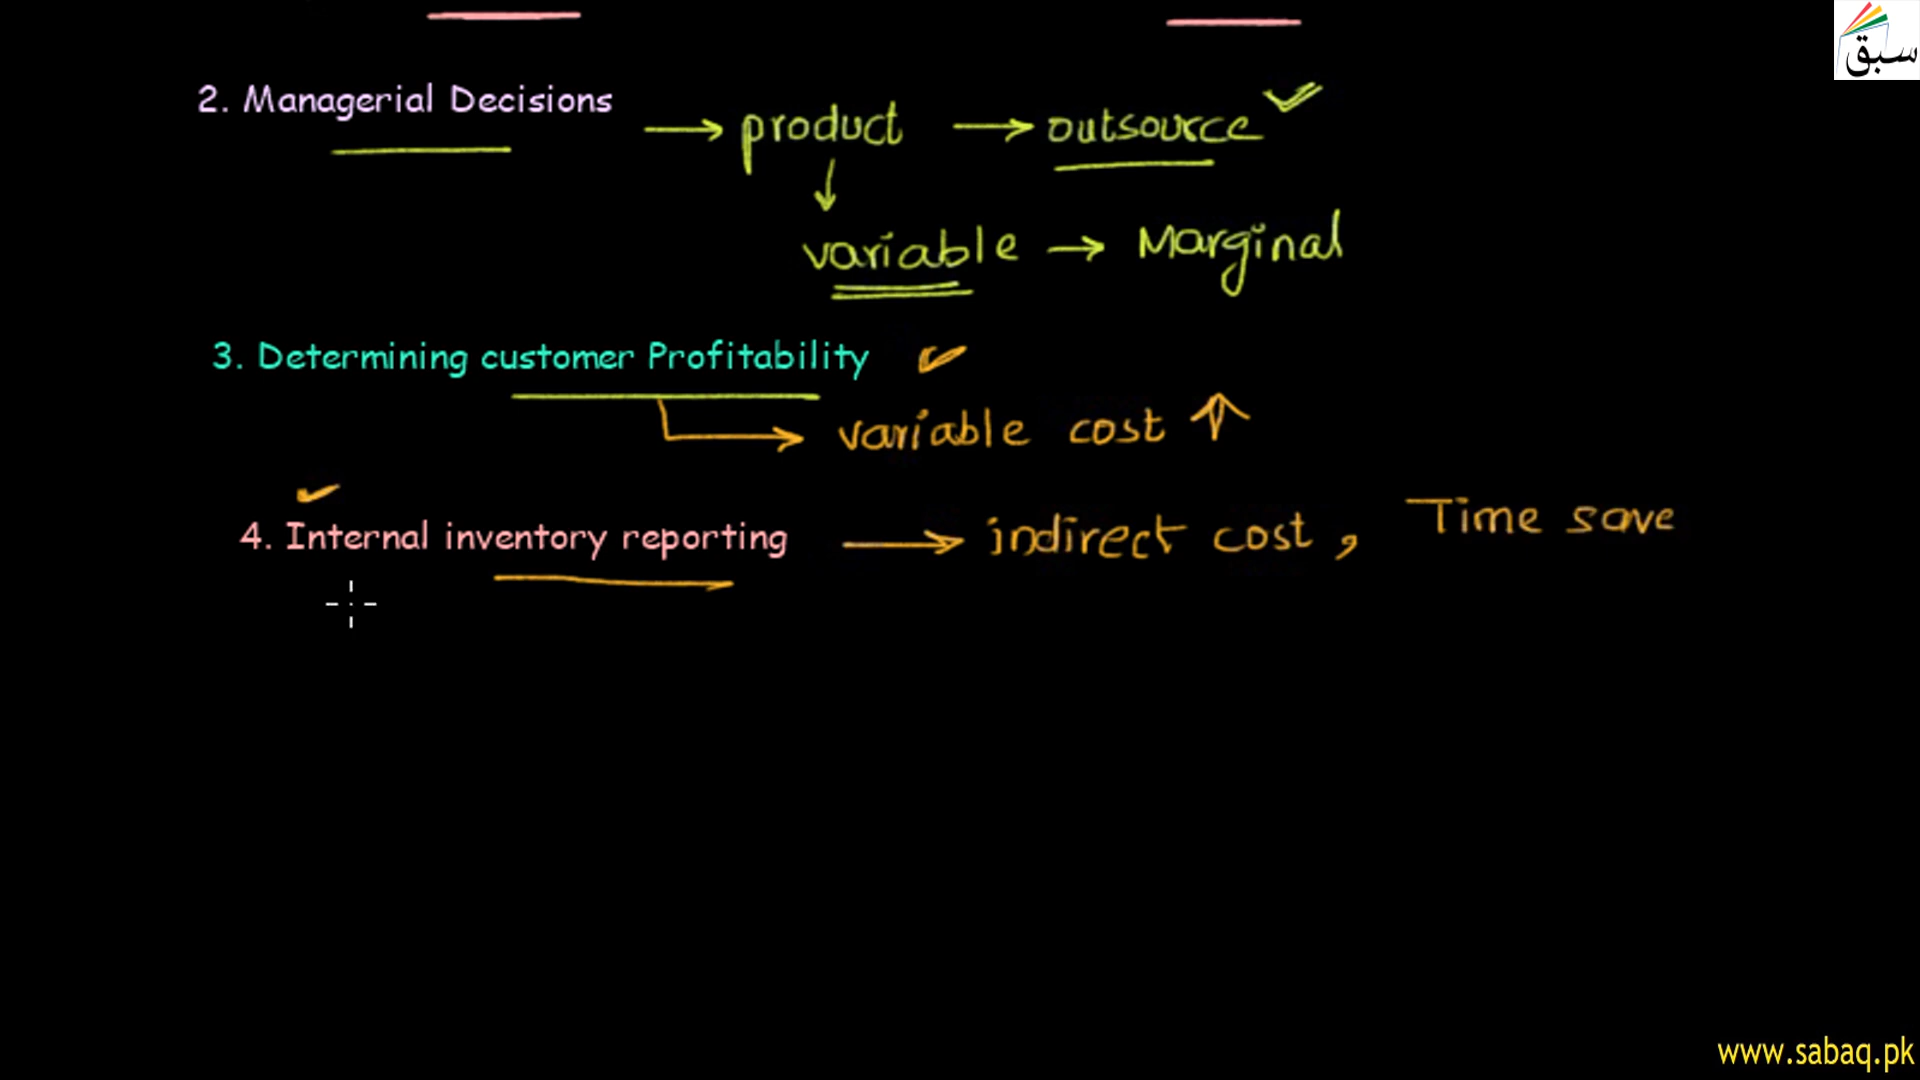 سبق
2. Managerial Decisions → product → outsource
variable → Marginal
3. Determining customer Profitability
variable cost ↑
4. Internal inventory reporting → indirect cost, Time save
www.sabaq.pk